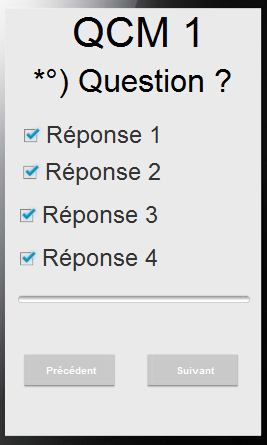 QCM 1
*°) Question ?
Réponse 1
Réponse 2
Réponse 3
Réponse 4
Précédent Suivant